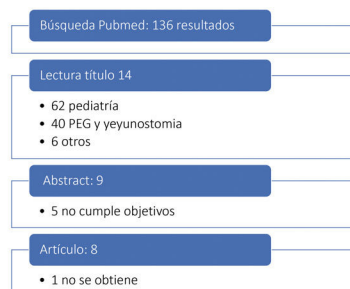 Búsqueda Pubmed: 136 resultados
Lectura título 14
• 62 pediatría
• 40 PEG y yeyunostomia
• 6 otros
Abstract: 9
• 5 no cumple objetivos
Artículo: 8
• 1 no se obtiene